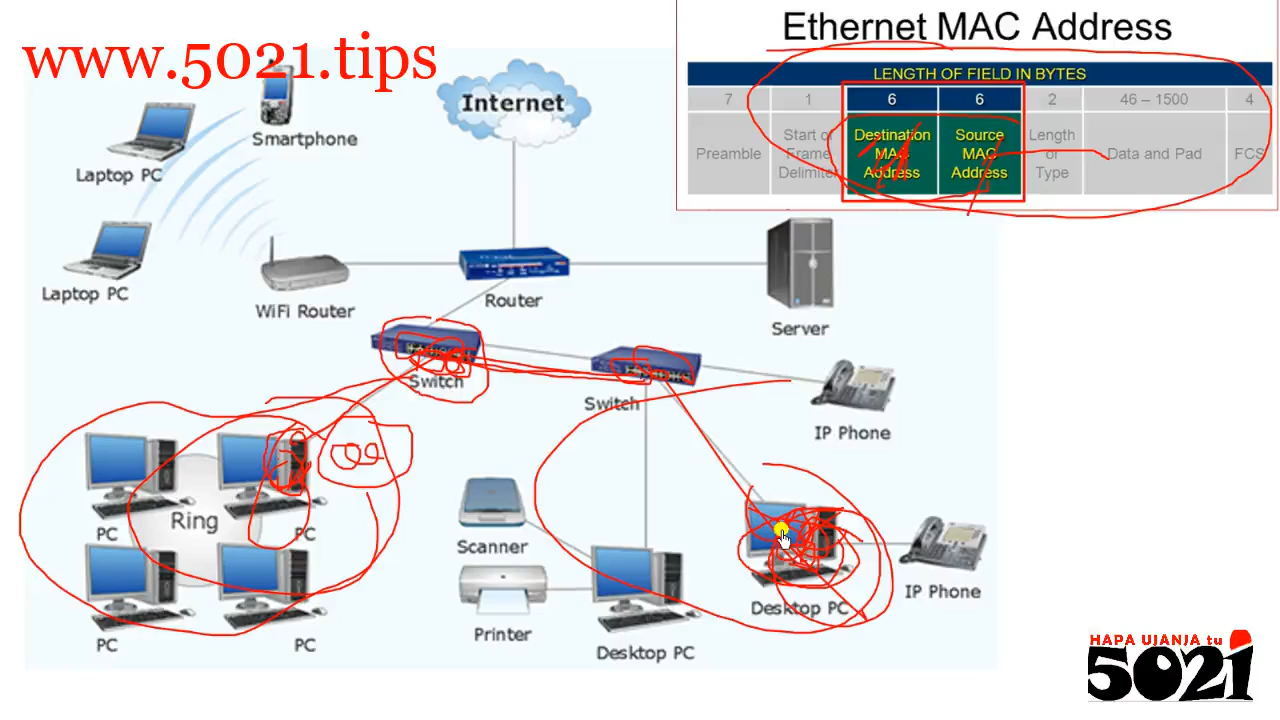 www.5021.tips
Ethernet MAC Address
LENGTH OF FIELD IN BYTES
7 1 6 6 2 46 – 1500 4
Preamble
Start of
Frame
Delimiter
Destination
MAC
Address
Source
MAC
Address
Length
or
Type
Data and Pad
FCS
Internet
Smartphone
Laptop PC
Laptop PC
WiFi Router
Router
Server
Switch
Switch
IP Phone
PC
Ring
PC
Scanner
PC
PC
Printer
Desktop PC
Desktop PC
IP Phone
HAPA UJANJA tu
5021